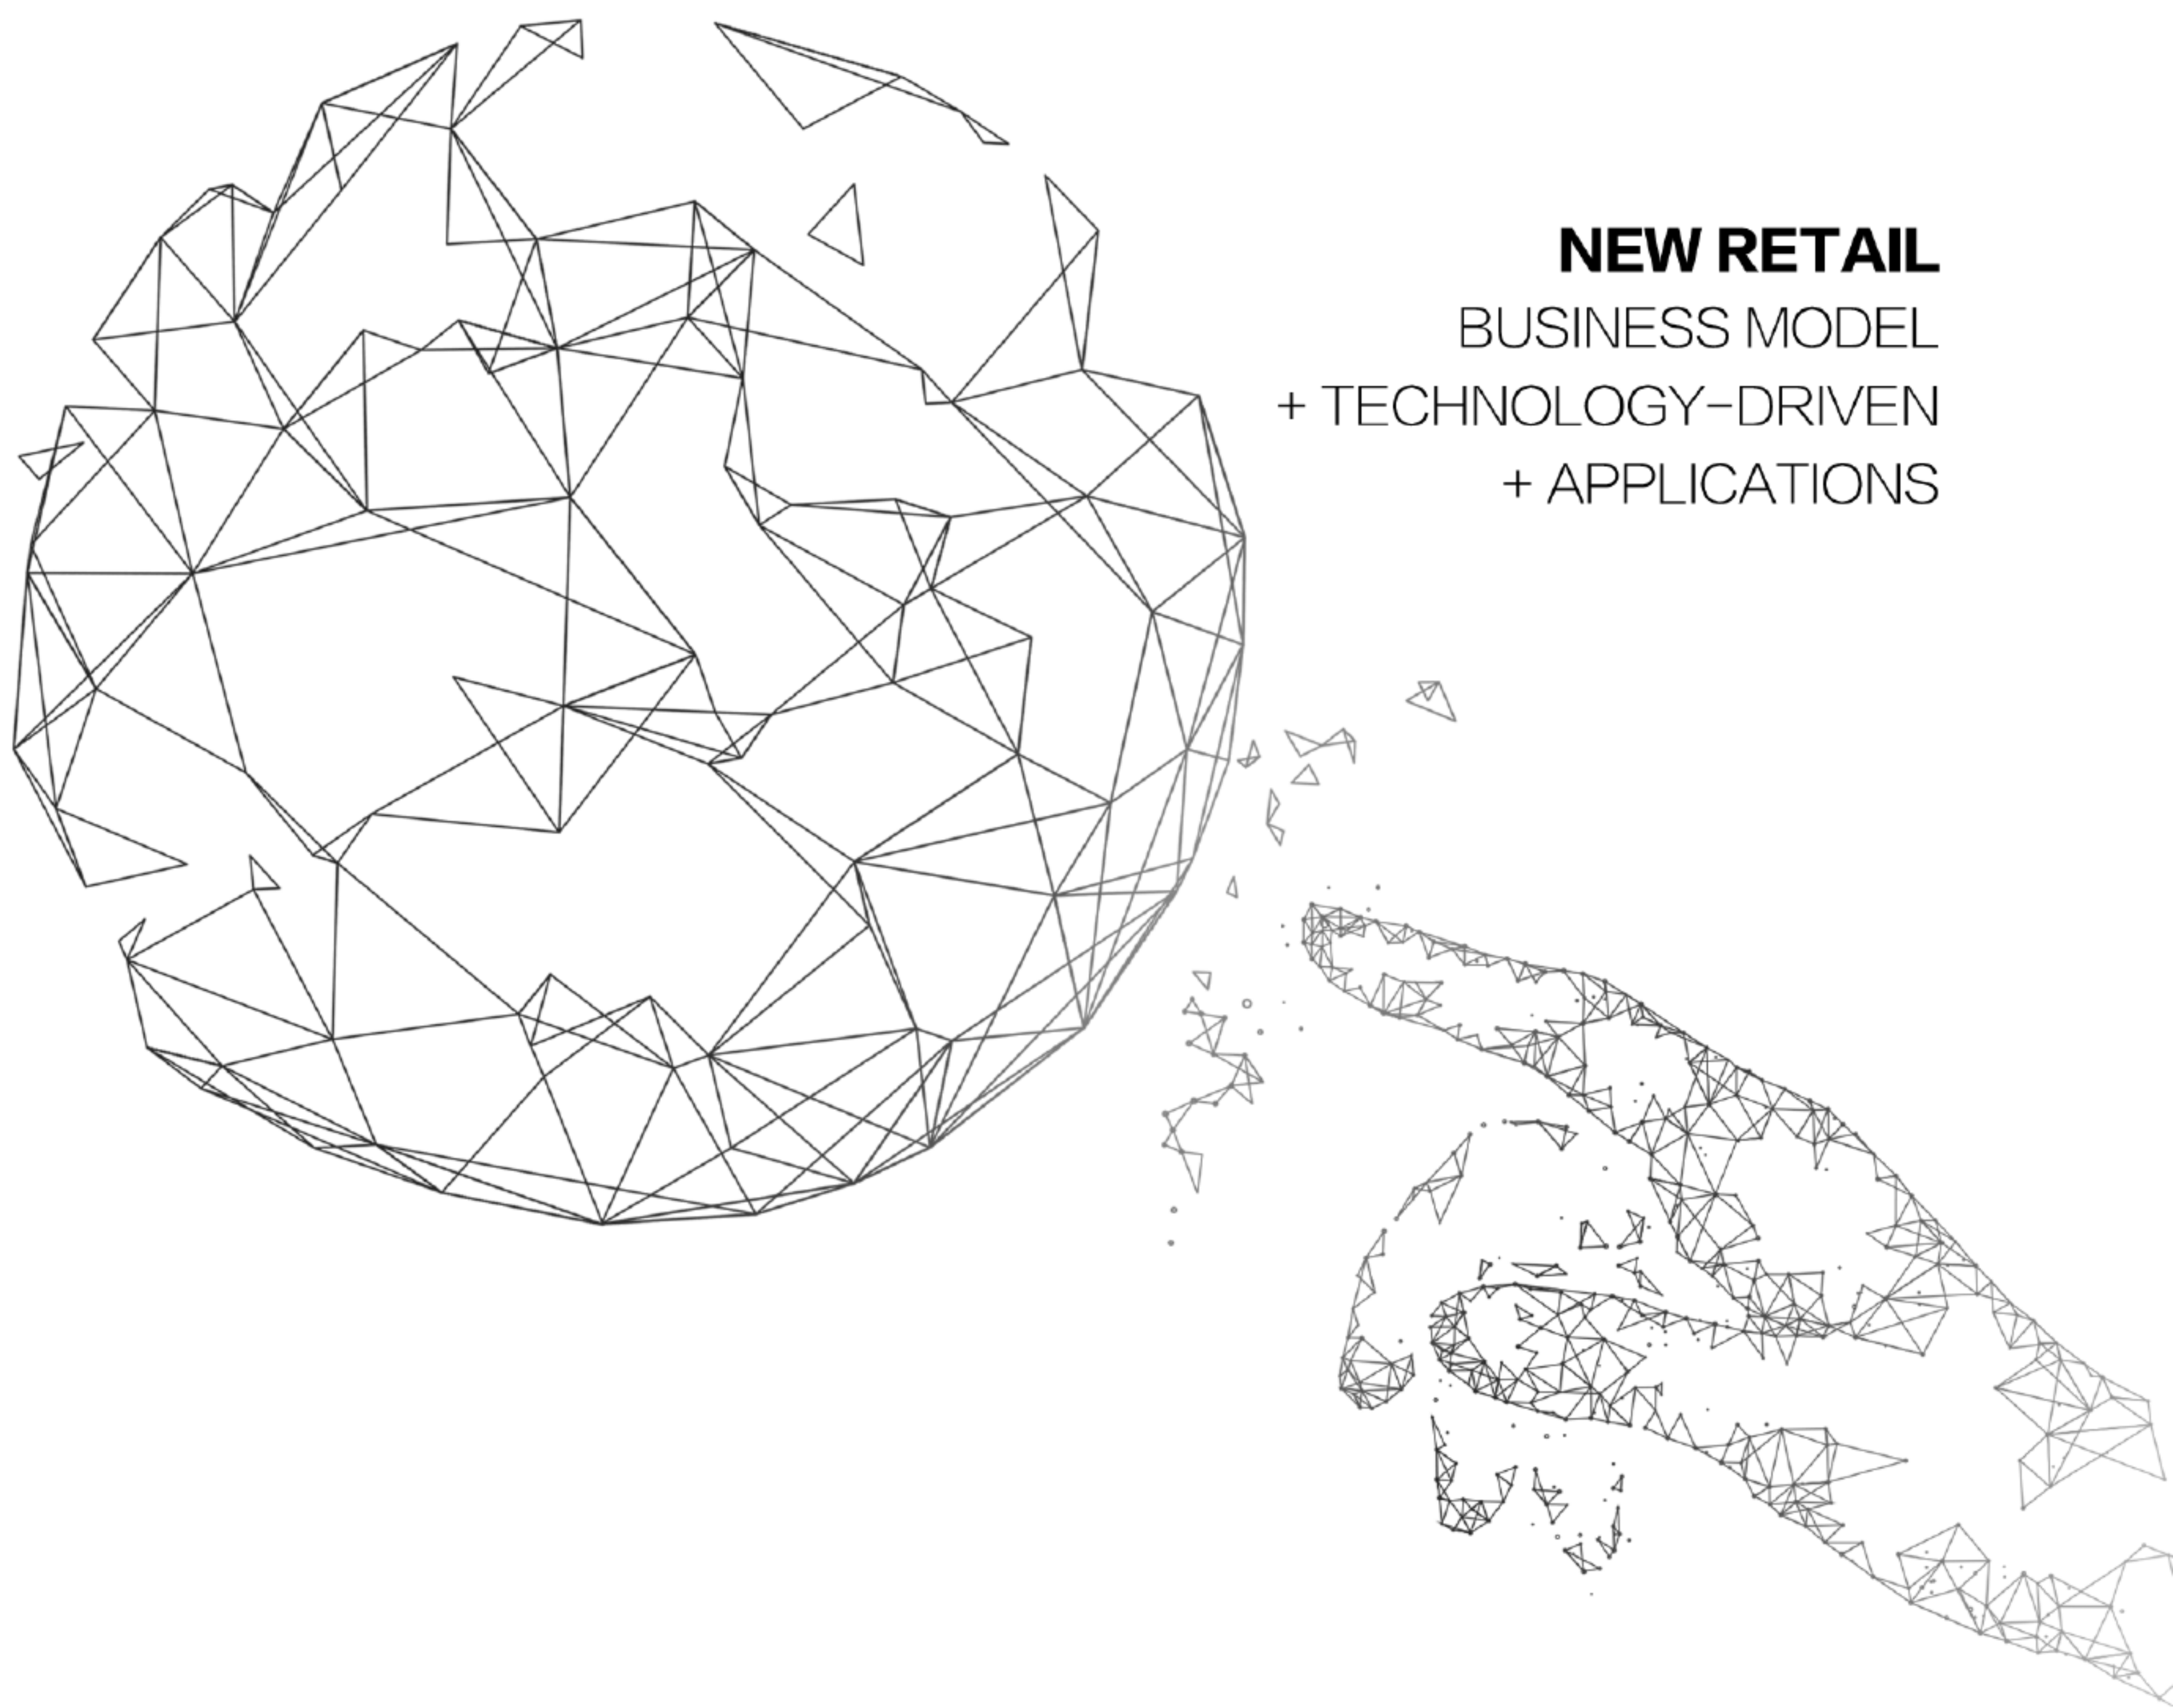 NEW RETAIL
BUSINESS MODEL
+ TECHNOLOGY-DRIVEN
+ APPLICATIONS